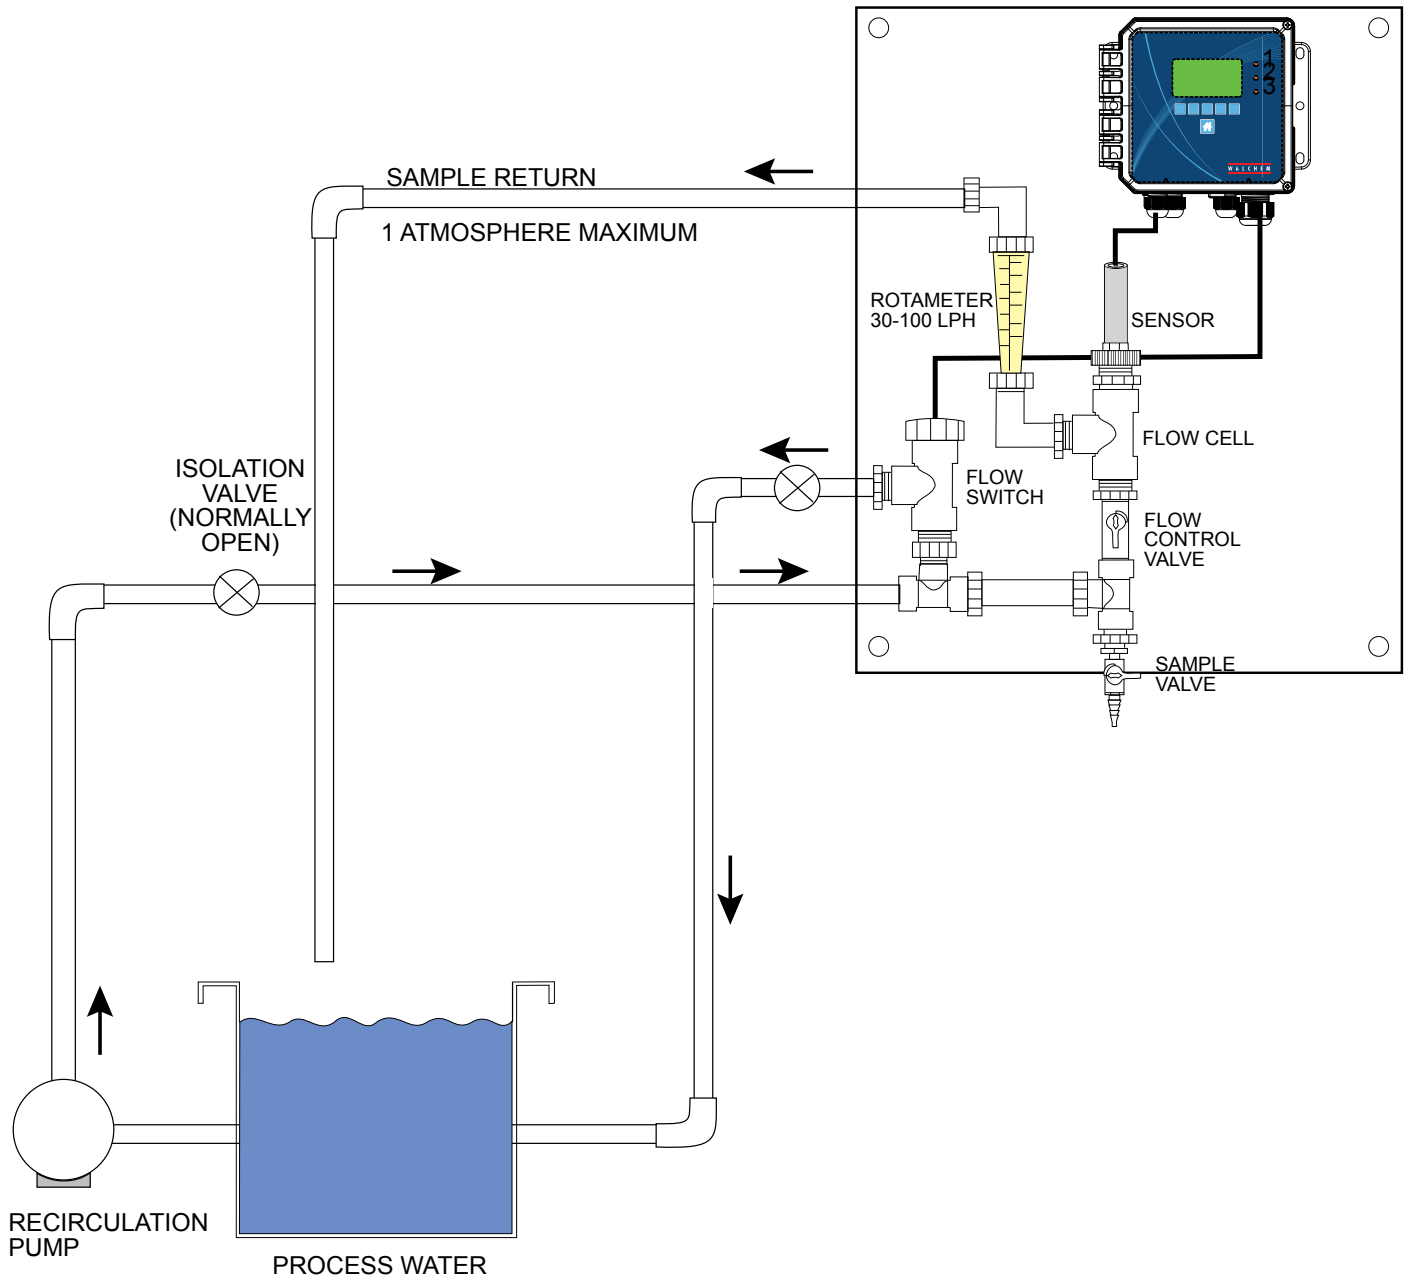 1
2
3
WALCHEM
SAMPLE RETURN
1 ATMOSPHERE MAXIMUM
ROTAMETER
30-100 LPH
SENSOR
FLOW CELL
ISOLATION
VALVE
(NORMALLY
OPEN)
FLOW
SWITCH
FLOW
CONTROL
VALVE
SAMPLE
VALVE
RECIRCULATION
PUMP
PROCESS WATER